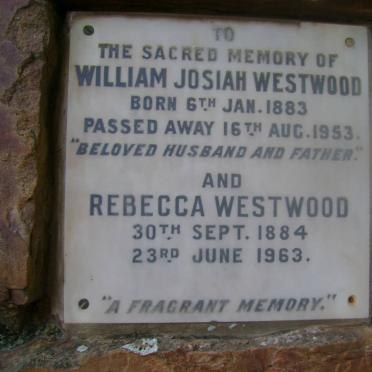 TO
THE SACRED MEMORY OF
WILLIAM JOSIAH WESTWOOD
BORN 6TH JAN. 1883
PASSED AWAY 16TH AUG. 1953.
"BELOVED HUSBAND AND FATHER."
AND
REBECCA WESTWOOD
30TH SEPT. 1884
23RD JUNE 1963.
"A FRAGRANT MEMORY."